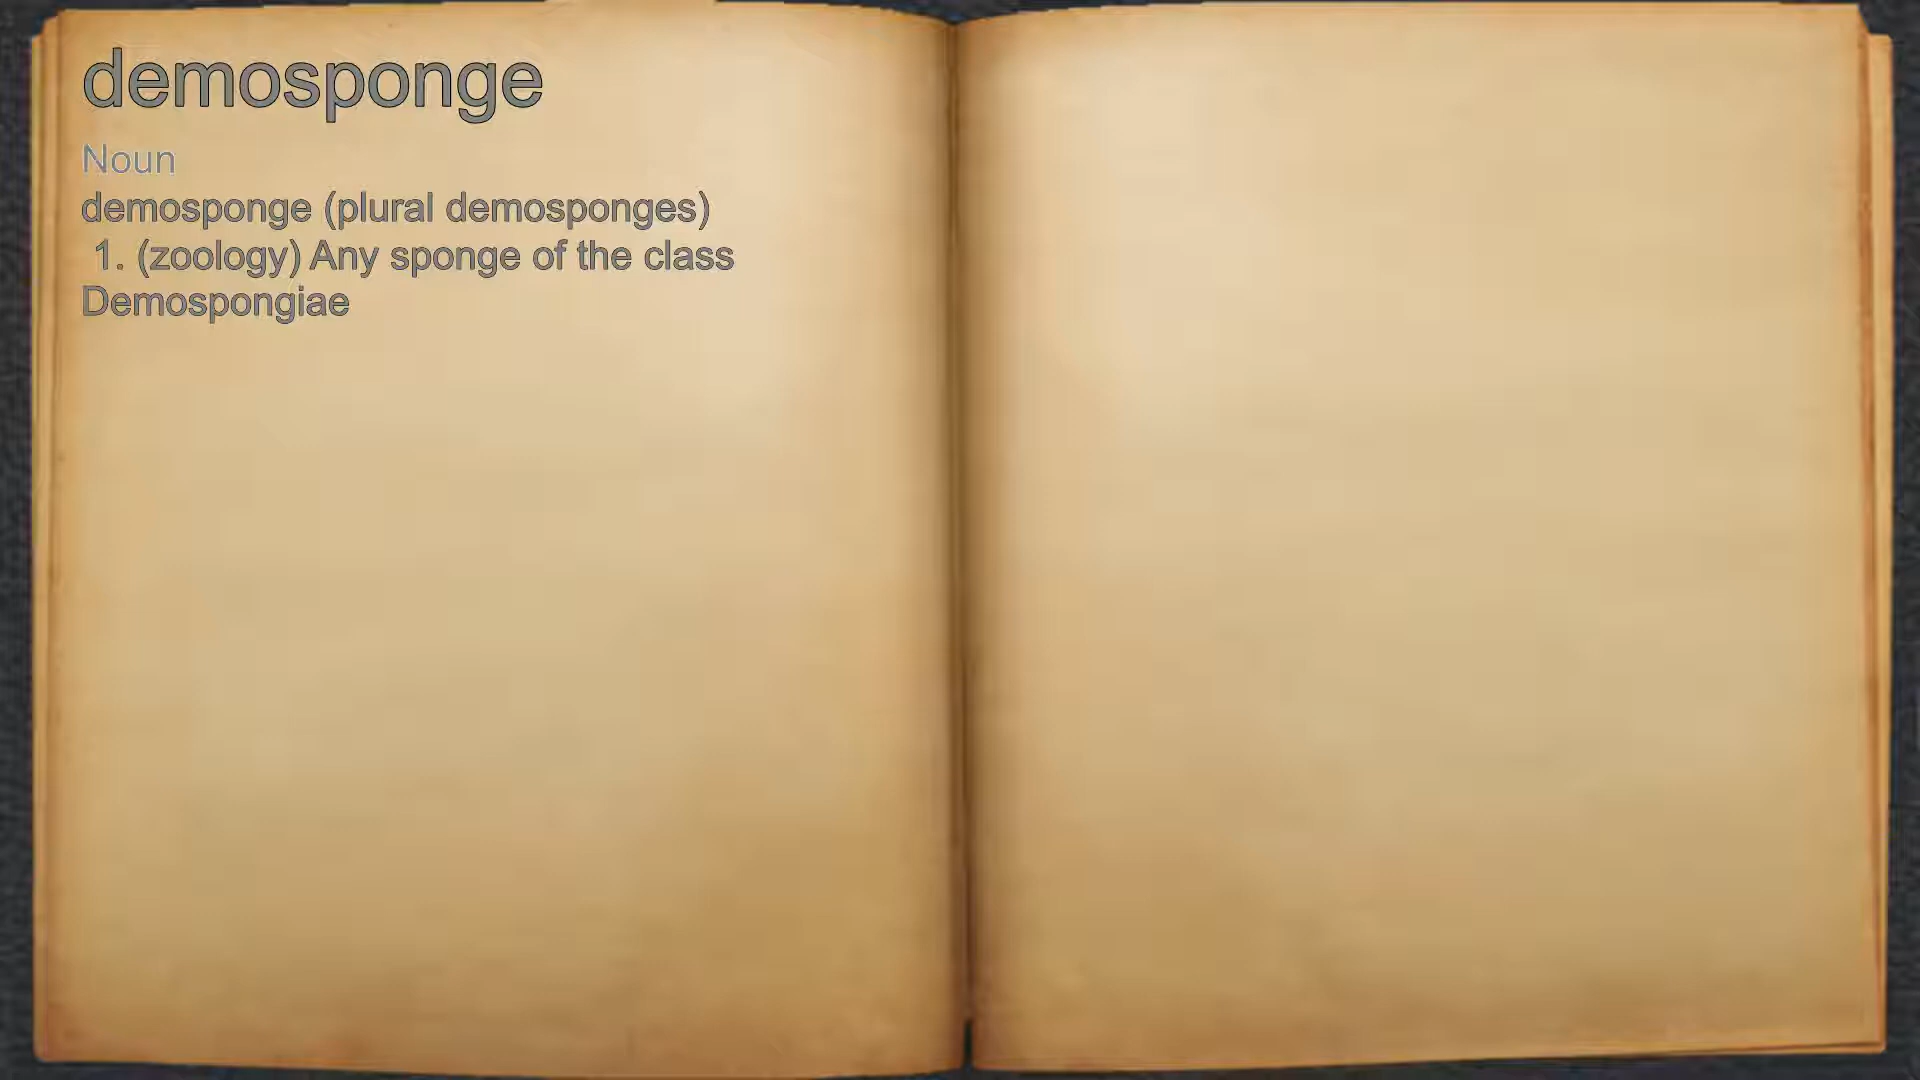 demosponge
Noun
demosponge (plural demosponges)
1. (zoology) Any sponge of the class
Demospongiae